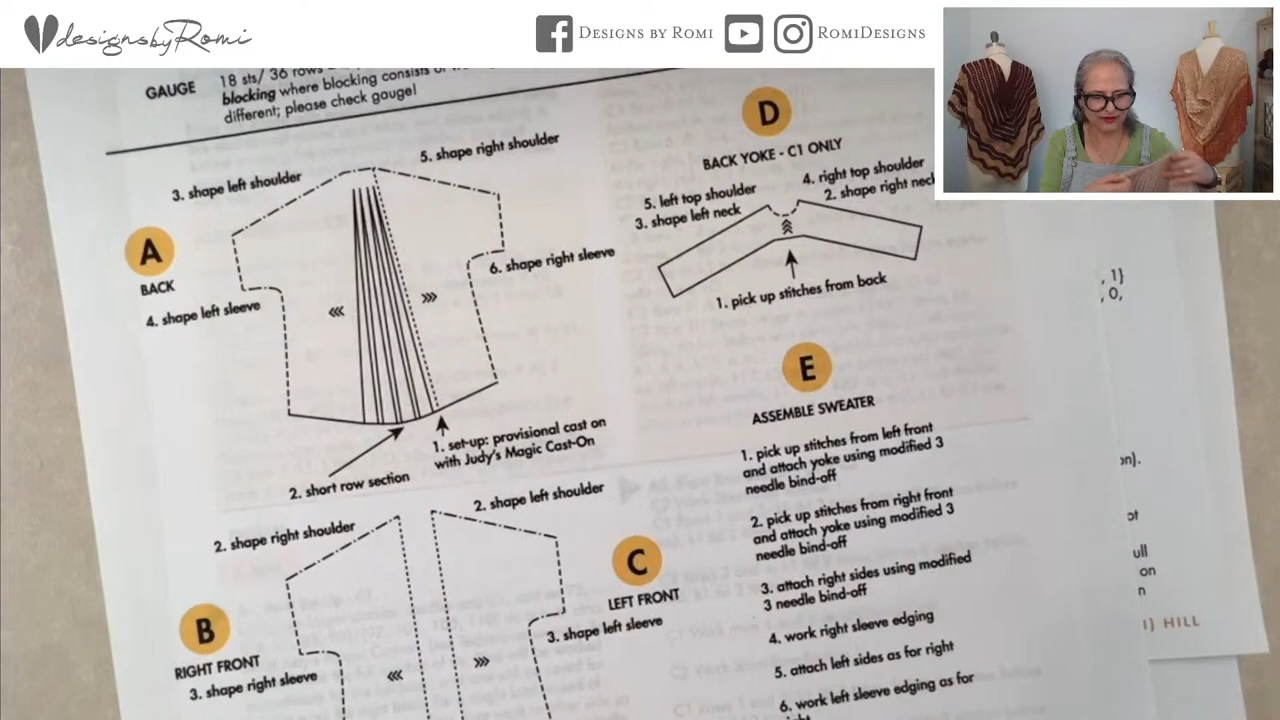 designsbyRomi
DESIGNS BY ROMI
ROMIDESIGNS
GAUGE
18 sts/ 36 rows
blocking where blocking consists
different; please check gauge!
5. shape right shoulder
3. shape left shoulder
A
BACK
4. shape left sleeve
6. shape right sleeve
1. set-up: provisional cast on
with Judy's Magic Cast-On
2. short row section
D
BACK YOKE - C1 ONLY
4. right top shoulder
2. shape right neck
5. left top shoulder
3. shape left neck
1. pick up stitches from back
2. shape right shoulder
2. shape left shoulder
B
RIGHT FRONT
3. shape right sleeve
C
LEFT FRONT
3. shape left sleeve
E
ASSEMBLE SWEATER
1. pick up stitches from left front
and attach yoke using modified 3
needle bind-off
2. pick up stitches from right front
and attach yoke using modified 3
needle bind-off
3. attach right sides using modified
3 needle bind-off
4. work right sleeve edging
5. attach left sides as for right
6. work left sleeve edging as for
, 1}
, 0,
on).
ot
ull
on
n
} HILL